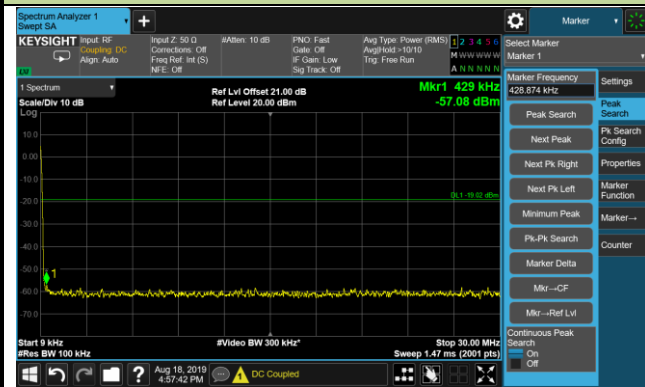 Spectrum Analyzer 1
Swept SA
Marker
KEYSIGHT
Input: RF
Coupling: DC
Align: Auto
Input Z: 50 Ω
Corrections: Off
Freq Ref: Int (S)
NFE: Off
#Atten: 10 dB
PNO: Fast
Gate: Off
IF Gain: Low
Sig Track: Off
Avg Type: Power (RMS)
Avg|Hold:>10/10
Trig: Free Run
1 2 3 4 5 6
M W W W W W
A N N N N N
Select Marker
Marker 1
1 Spectrum
Scale/Div 10 dB
Log
Ref Lvl Offset 21.00 dB
Ref Level 20.00 dBm
Mkr1 429 kHz
-57.08 dBm
10.0
0.00
-10.0
-20.0
-30.0
-40.0
-50.0
-60.0
-70.0
DL1 -19.02 dBm
1
Start 9 kHz
#Res BW 100 kHz
#Video BW 300 kHz*
Stop 30.00 MHz
Sweep 1.47 ms (2001 pts)
Marker Frequency
428.874 kHz
Peak Search
Next Peak
Next Pk Right
Next Pk Left
Minimum Peak
Pk-Pk Search
Marker Delta
Mkr→CF
Mkr→Ref Lvl
Continuous Peak
Search
On
Off
Settings
Peak
Search
Pk Search
Config
Properties
Marker
Function
Marker→
Counter
Aug 18, 2019
4:57:42 PM
DC Coupled